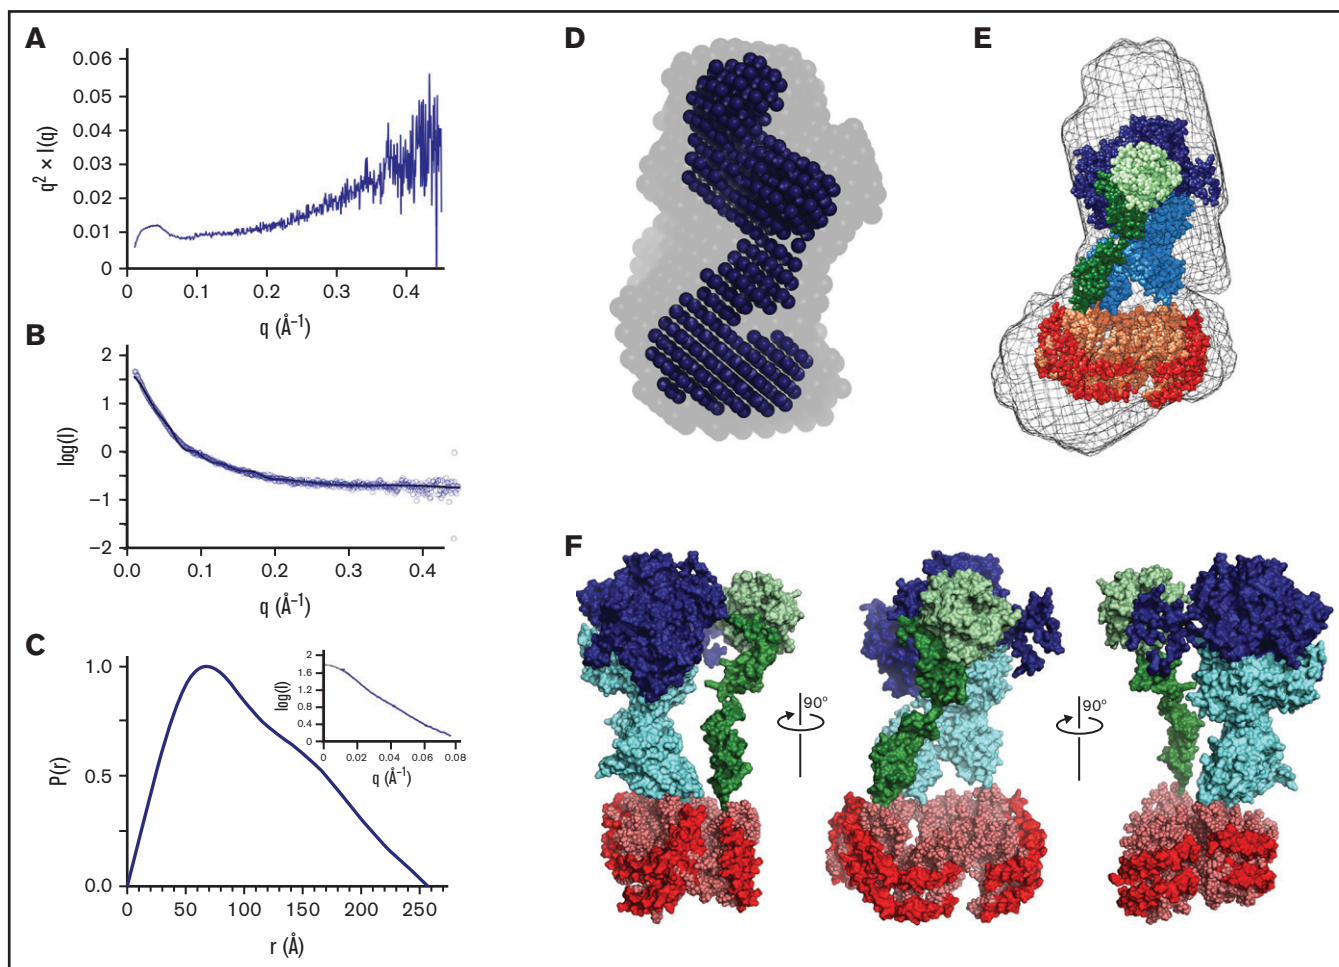 A
0.06
0.05
0.04
0.03
0.02
0.01
0
q² × I(q)
0 0.1 0.2 0.3 0.4
q (Å⁻¹)
B
2
1
0
−1
−2
log(I)
0.0 0.1 0.2 0.3 0.4
q (Å⁻¹)
C
1.0
0.5
0.0
P(r)
0 50 100 150 200 250
r (Å)
2
1.6
1.2
0.8
0.4
0
log(I)
0 0.02 0.04 0.06 0.08
q (Å⁻¹)
D
E
F
90°
90°